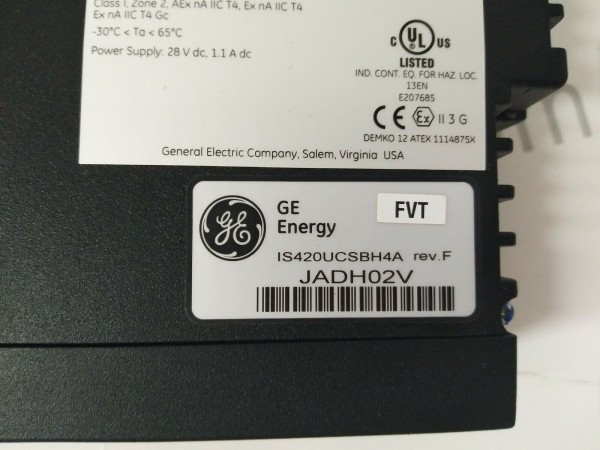 Class I, Zone 2, AEx nA IIC T4, Ex nA IIC T4
Ex nA IIC T4 Gc
-30°C < Ta < 65°C
Power Supply: 28 V dc, 1.1 A dc
C UL US
LISTED
IND. CONT. EQ. FOR HAZ. LOC.
13EN
E207685
CE Ex II 3 G
DEMKO 12 ATEX 1114875X
General Electric Company, Salem, Virginia USA
GE
GE
Energy
FVT
IS420UCSBH4A rev.F
JADH02V